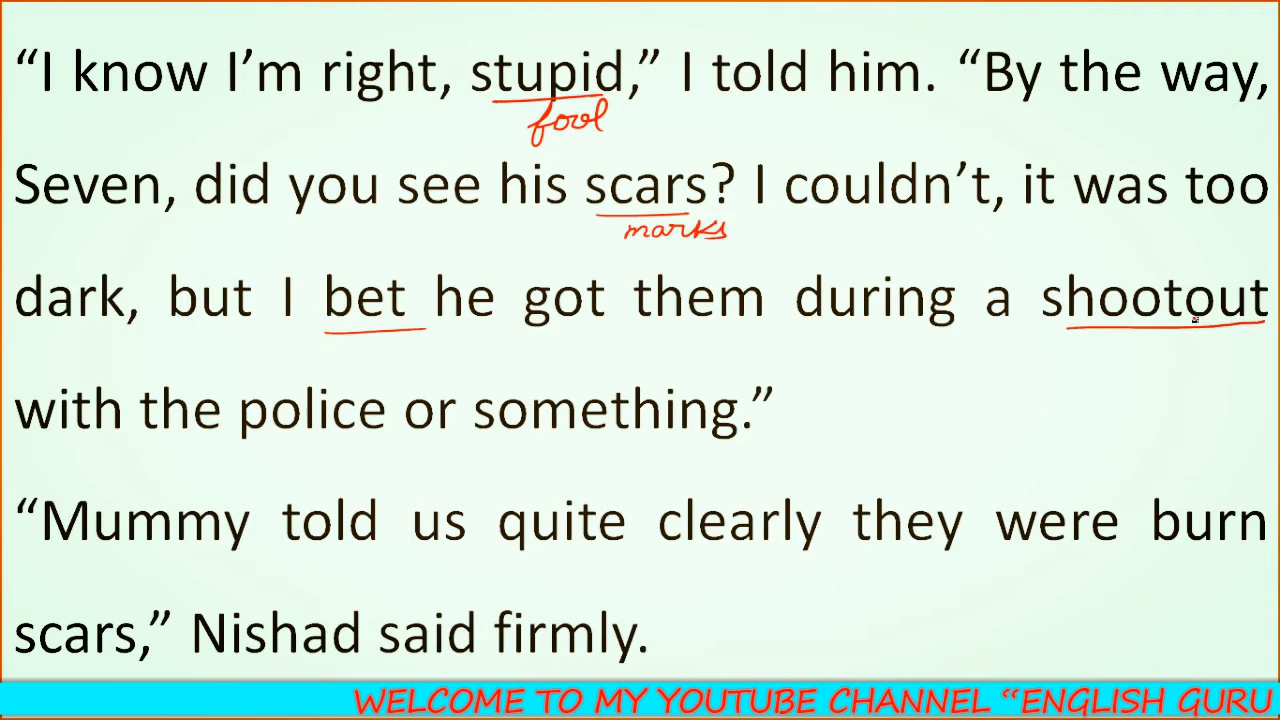 “I know I’m right, stupid,” I told him. “By the way,
fool
Seven, did you see his scars? I couldn’t, it was too
marks
dark, but I bet he got them during a shootout
with the police or something.”
“Mummy told us quite clearly they were burn
scars,” Nishad said firmly.
WELCOME TO MY YOUTUBE CHANNEL “ENGLISH GURU